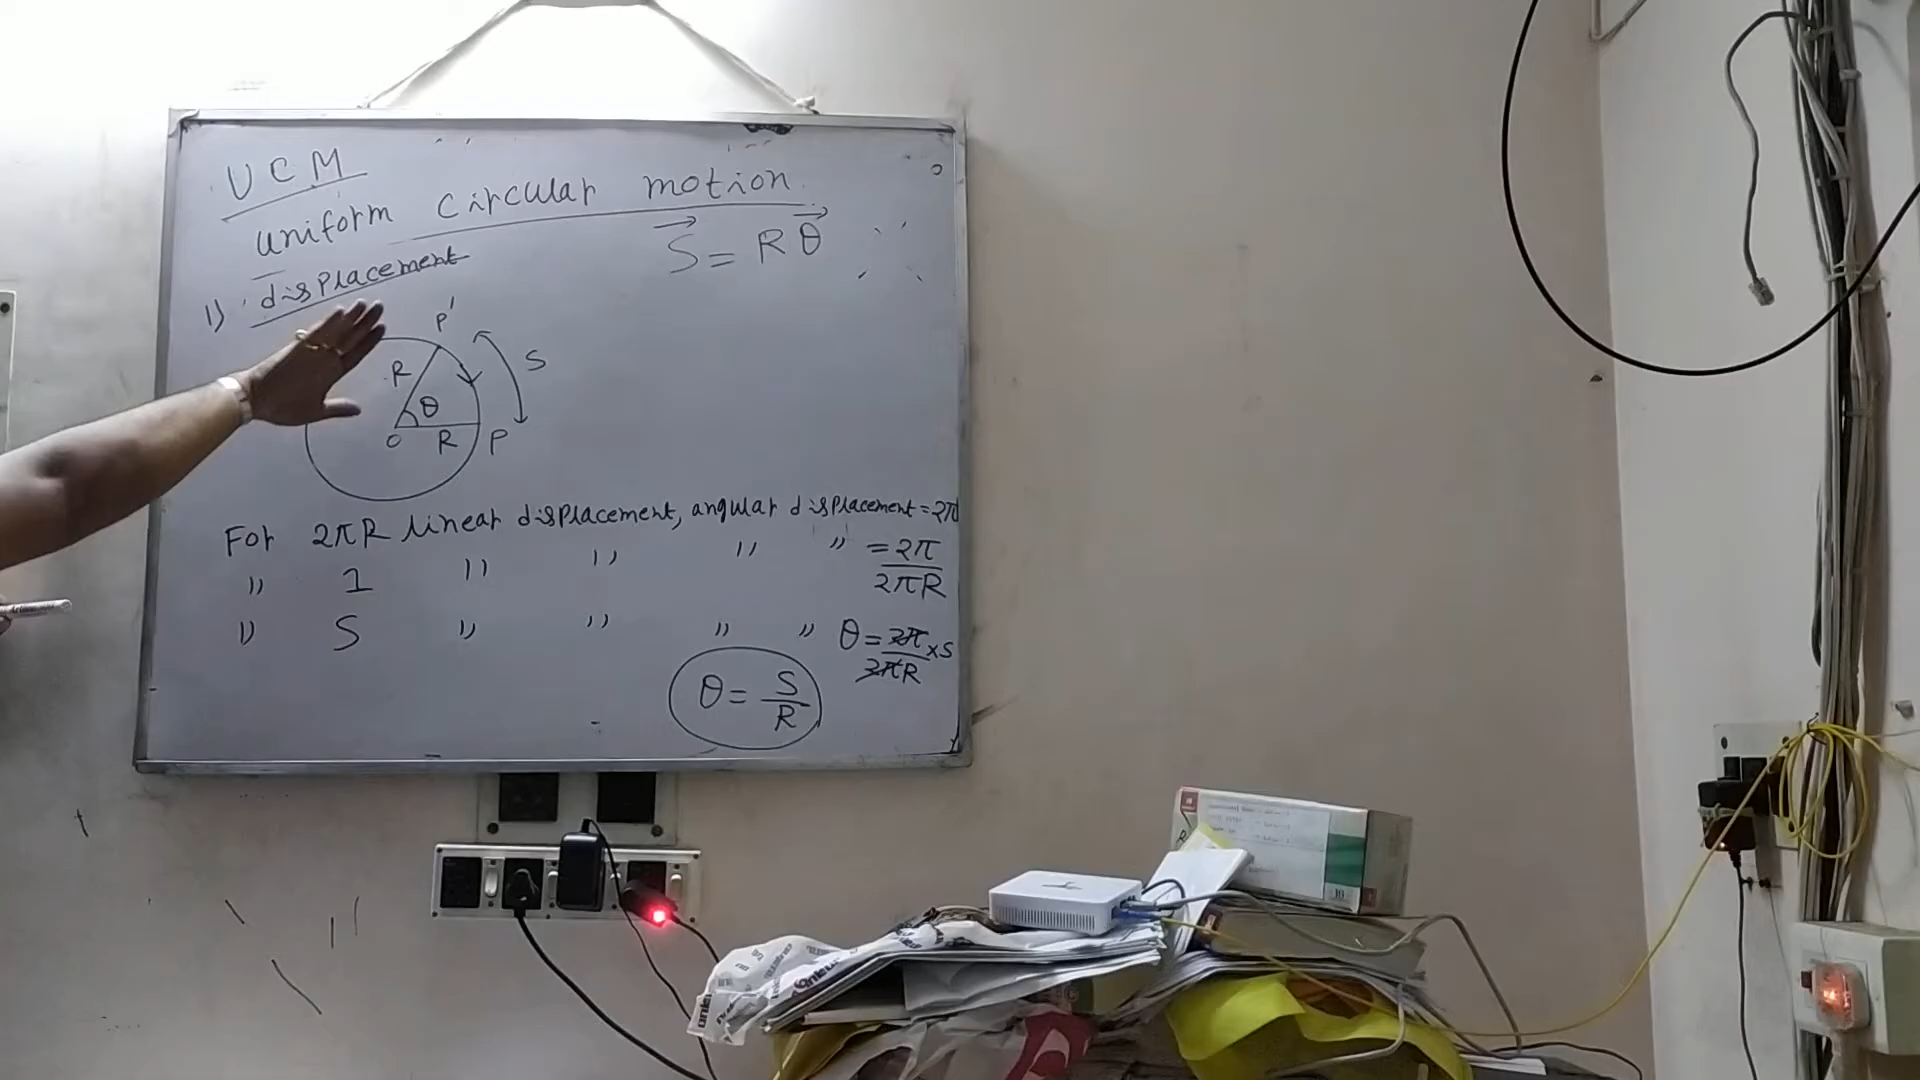 UCM
uniform circular motion
S = Rθ
1) displacement
P'
R
S
θ
O R P
For 2πR linear displacement, angular displacement = 2π
" 1 " " " " = 2π/2πR
" S " " " " θ = 2π/2πR × S
θ = S/R